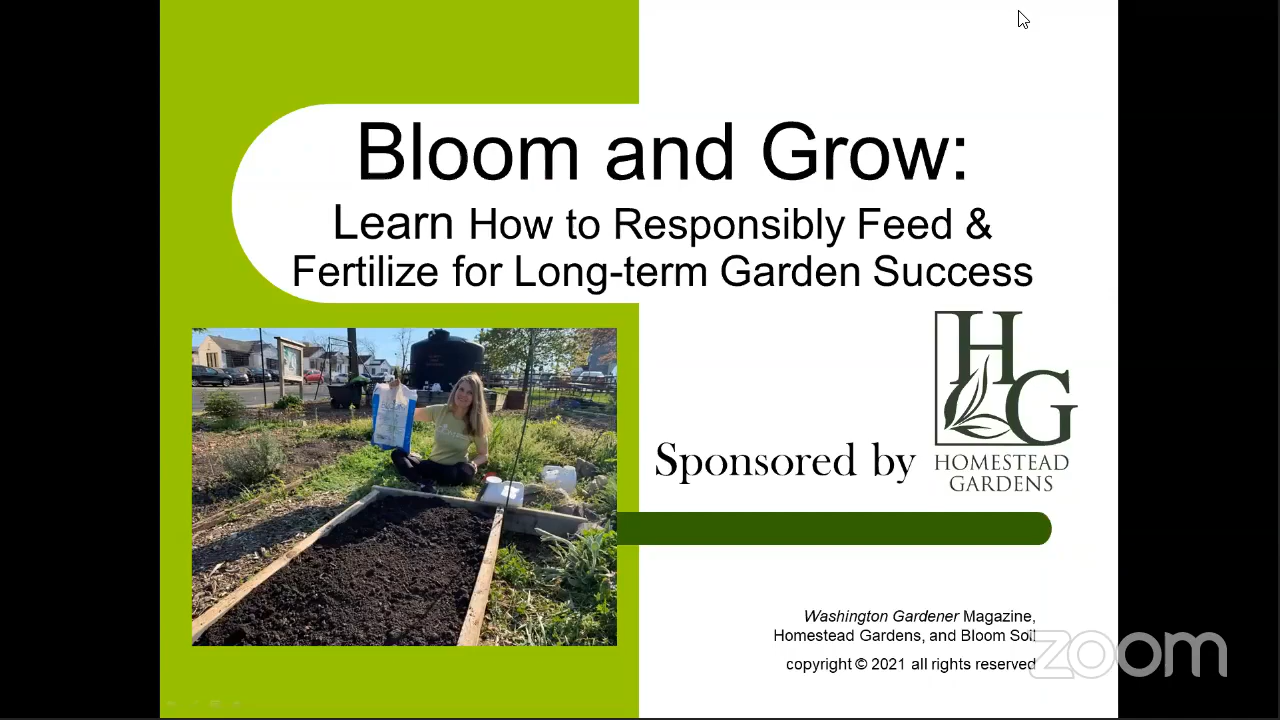 Bloom and Grow:
Learn How to Responsibly Feed &
Fertilize for Long-term Garden Success
HG
Sponsored by
HOMESTEAD
GARDENS
Washington Gardener Magazine,
Homestead Gardens, and Bloom Soil
copyright © 2021 all rights reserved
zoom